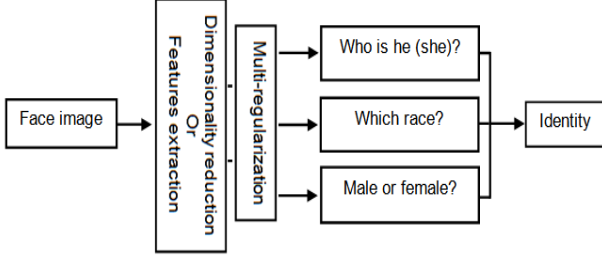 Face image
Dimensionality reduction
Or
Features extraction
Multi-regularization
Who is he (she)?
Which race?
Male or female?
Identity